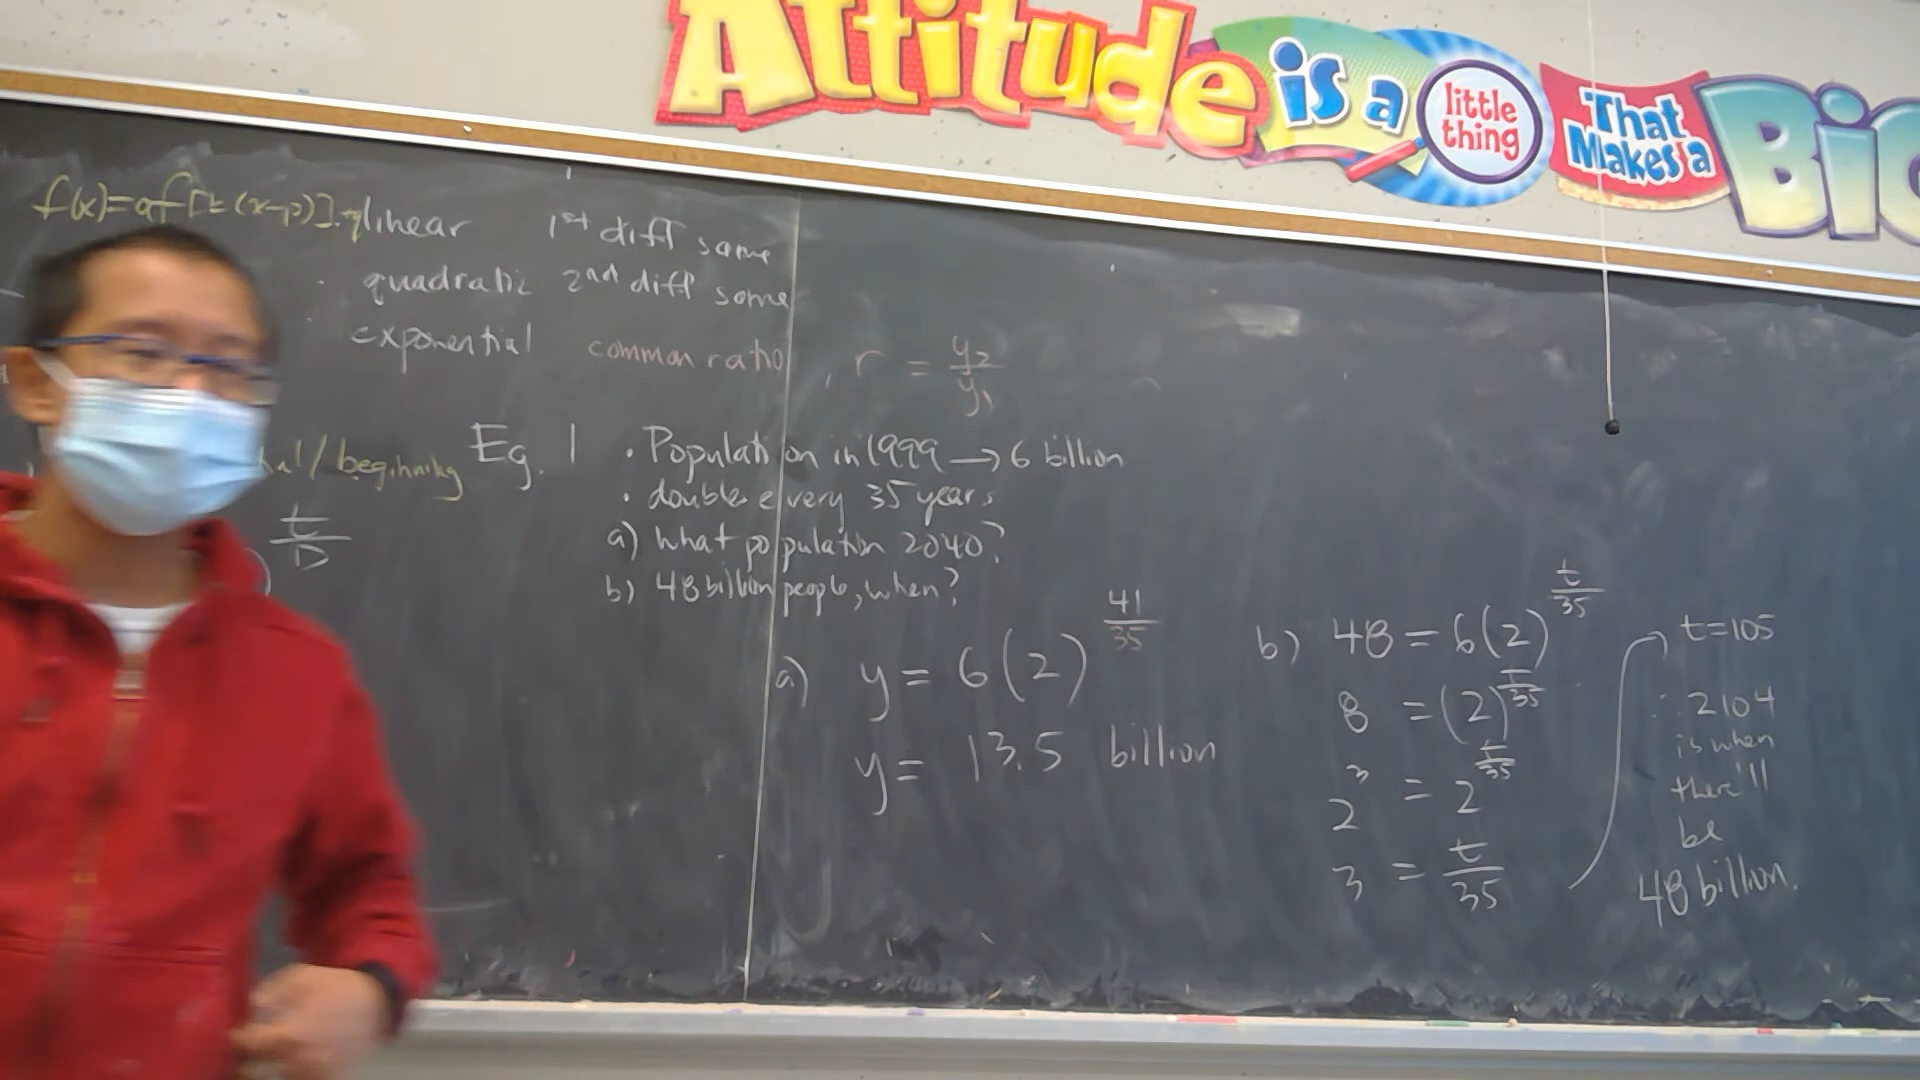 Attitude is a little thing That Makes a BIG
f(x)=af[k(x-p)]+q
linear 1st diff same
quadratic 2nd diff same
exponential common ratio, r = y2/y1
/beginning
t/D
Eg. 1 • Population in 1999 → 6 billion
• doubles every 35 years
a) What population 2040?
b) 48 billion people, when?
a) y = 6(2)^(41/35)
y = 13.5 billion
b) 48 = 6(2)^(t/35)
8 = (2)^(t/35)
2^3 = 2^(t/35)
3 = t/35
t=105
∴ 2104
is when
there'll
be
48 billion.